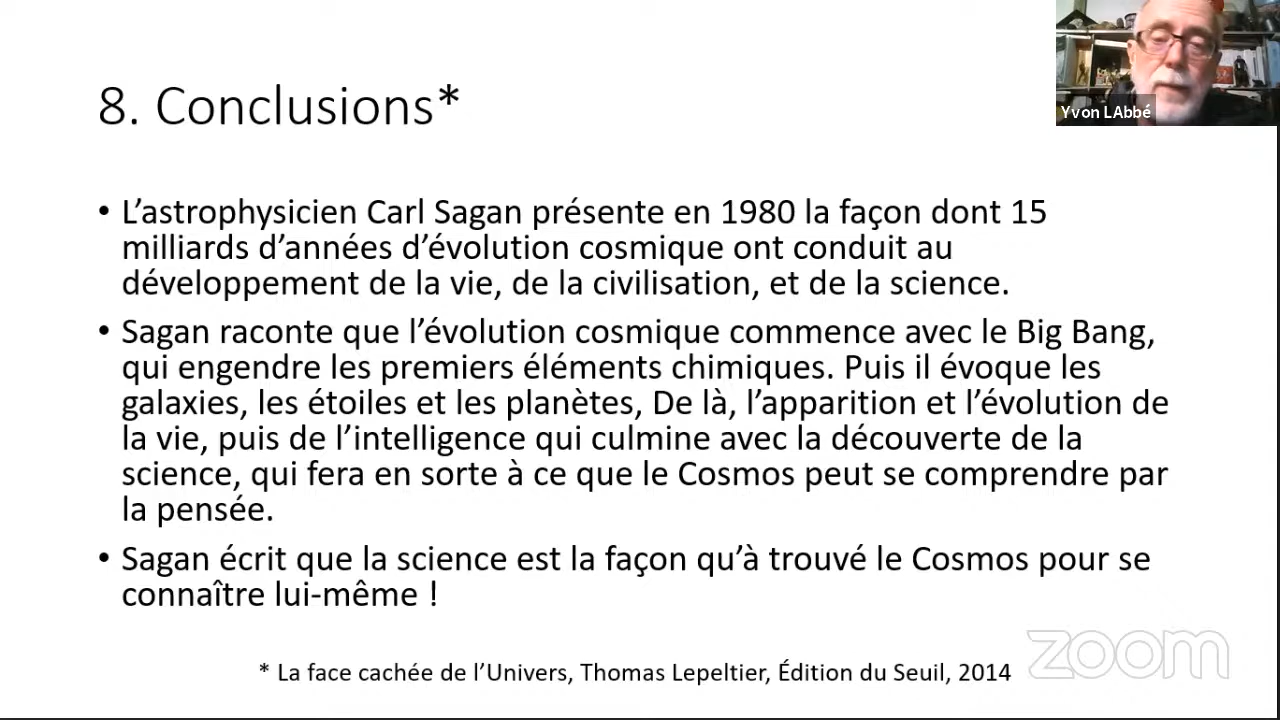 8. Conclusions*
Yvon LAbbé
• L’astrophysicien Carl Sagan présente en 1980 la façon dont 15
milliards d’années d’évolution cosmique ont conduit au
développement de la vie, de la civilisation, et de la science.
• Sagan raconte que l’évolution cosmique commence avec le Big Bang,
qui engendre les premiers éléments chimiques. Puis il évoque les
galaxies, les étoiles et les planètes, De là, l’apparition et l’évolution de
la vie, puis de l’intelligence qui culmine avec la découverte de la
science, qui fera en sorte à ce que le Cosmos peut se comprendre par
la pensée.
• Sagan écrit que la science est la façon qu’à trouvé le Cosmos pour se
connaître lui-même !
zoom
* La face cachée de l’Univers, Thomas Lepeltier, Édition du Seuil, 2014